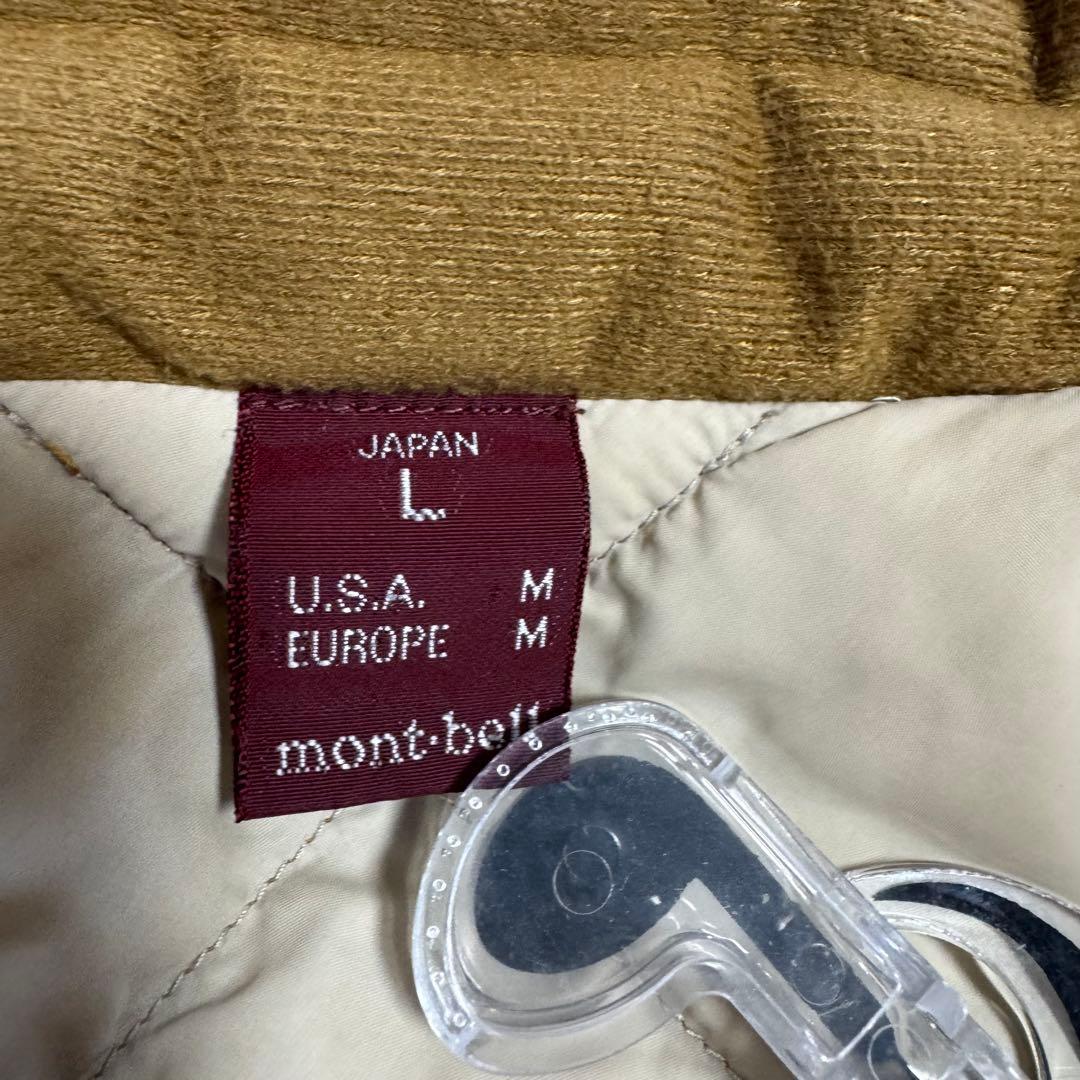 JAPAN
L
U.S.A. M
EUROPE M
mont·bell